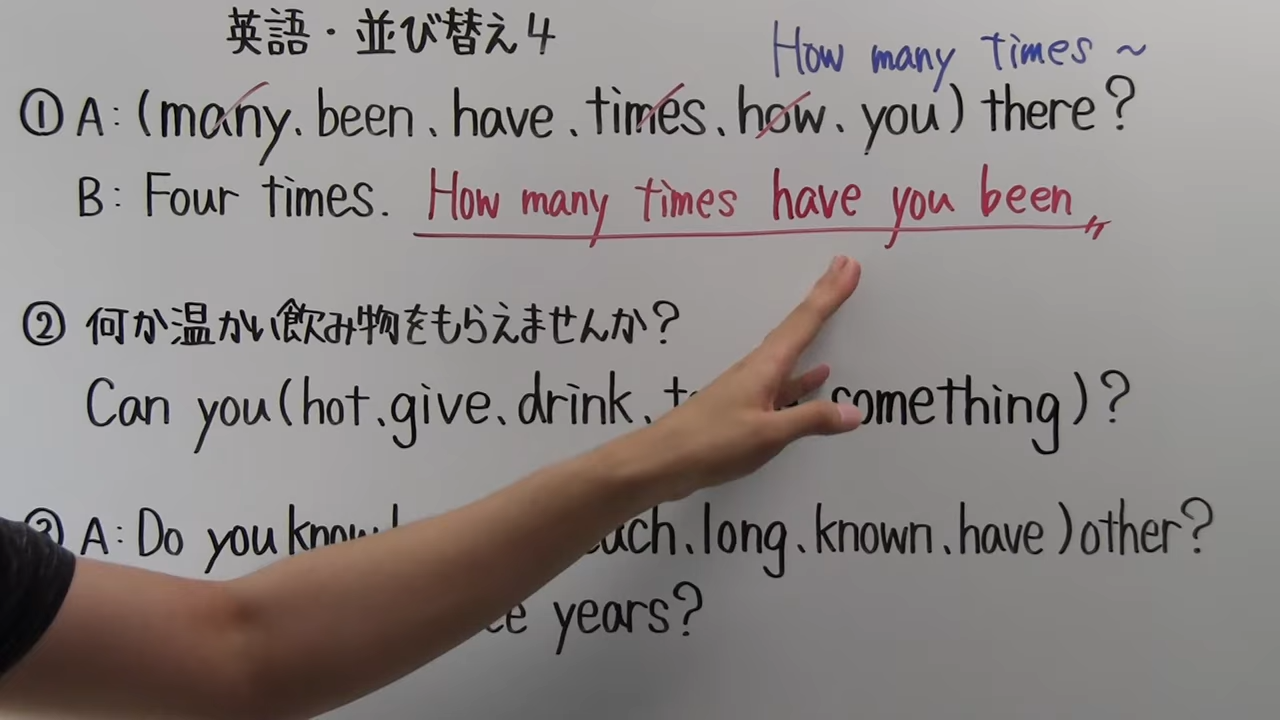 英語・並び替え4
How many times ~
① A: (many. been. have. times. how. you) there?
B: Four times. How many times have you been
② 何か温かい飲み物をもらえませんか?
Can you (hot. give. drink. something)?
③ A: Do you know long. known. have) other?
years?